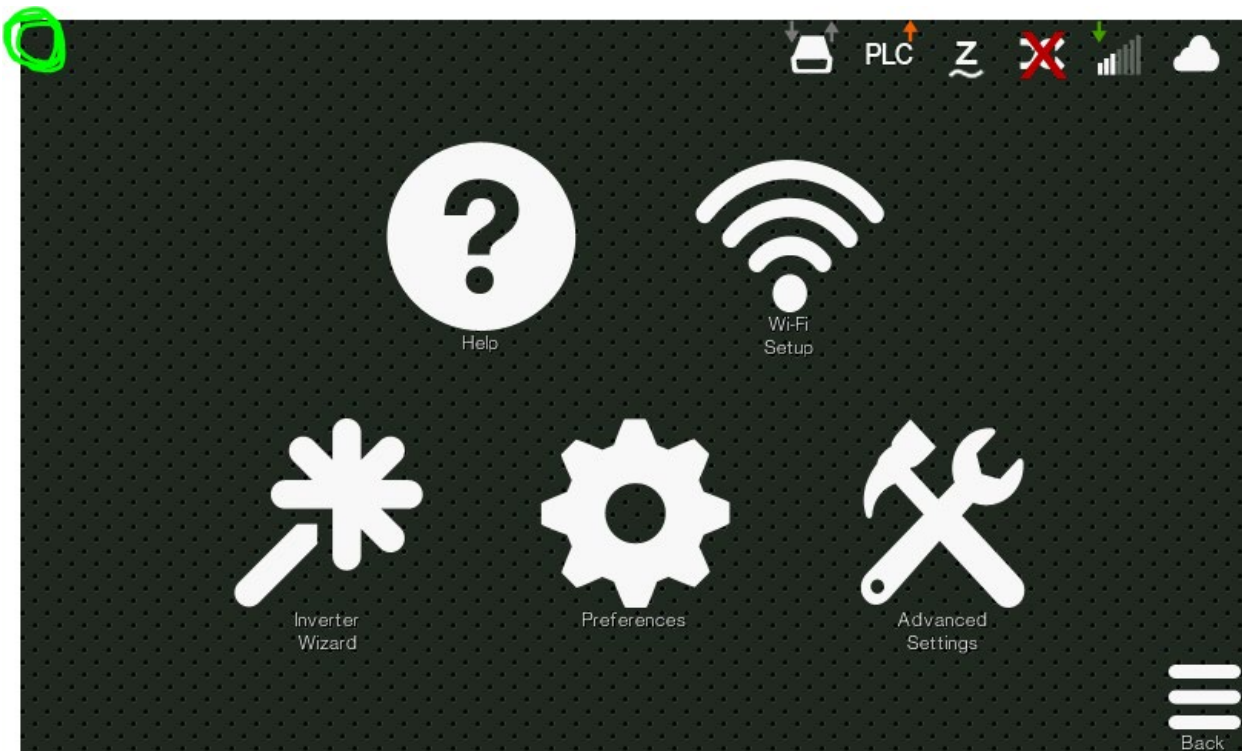 PLC Z
?
Help
Wi-Fi
Setup
Inverter
Wizard
Preferences
Advanced
Settings
Back